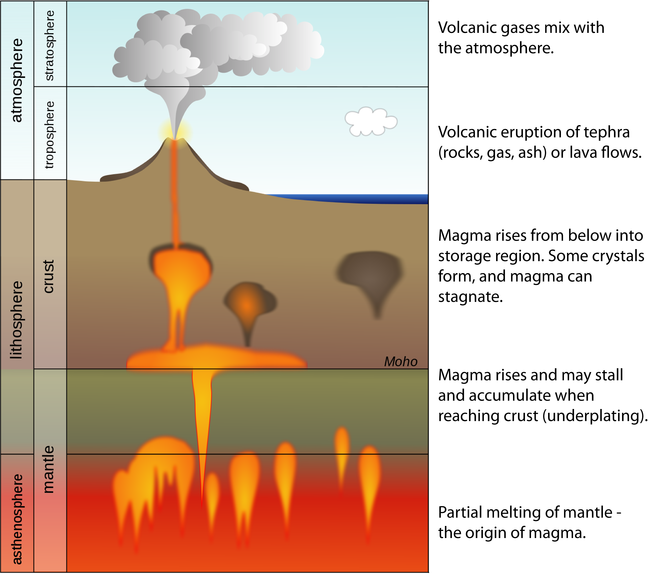 atmosphere
stratosphere
troposphere
lithosphere
crust
mantle
asthenosphere
Moho
Volcanic gases mix with
the atmosphere.
Volcanic eruption of tephra
(rocks, gas, ash) or lava flows.
Magma rises from below into
storage region. Some crystals
form, and magma can
stagnate.
Magma rises and may stall
and accumulate when
reaching crust (underplating).
Partial melting of mantle -
the origin of magma.